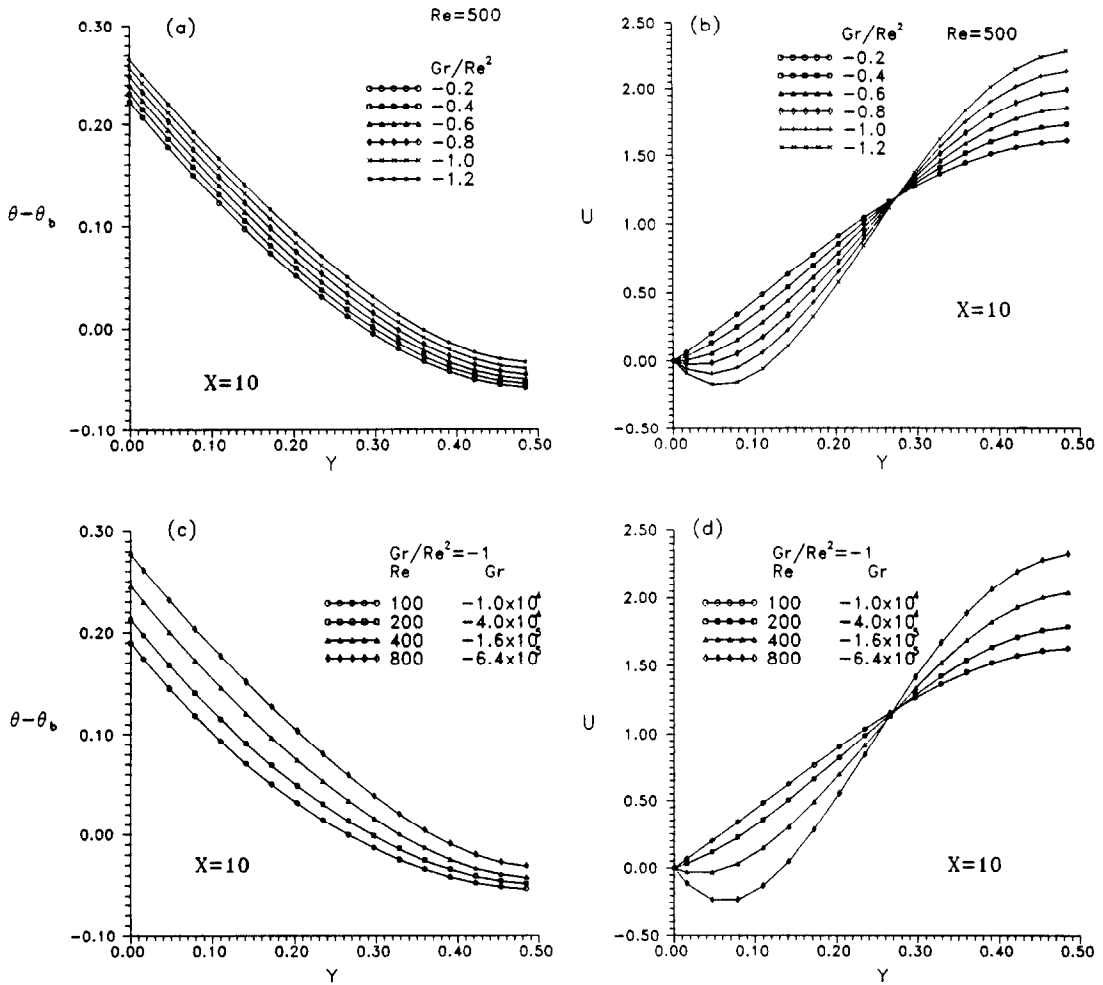 (a)
Re=500
Gr/Re²
-0.2
-0.4
-0.6
-0.8
-1.0
-1.2
0.30
0.20
0.10
0.00
-0.10
θ-θb
X=10
0.00 0.10 0.20 0.30 0.40 0.50
Y
(b)
Gr/Re²
Re=500
-0.2
-0.4
-0.6
-0.8
-1.0
-1.2
2.50
2.00
1.50
1.00
0.50
0.00
-0.50
U
X=10
0.00 0.10 0.20 0.30 0.40 0.50
Y
(c)
Gr/Re²=-1
Re Gr
100 -1.0x10⁴
200 -4.0x10⁴
400 -1.6x10⁵
800 -6.4x10⁵
0.30
0.20
0.10
0.00
-0.10
θ-θb
X=10
0.00 0.10 0.20 0.30 0.40 0.50
Y
(d)
Gr/Re²=-1
Re Gr
100 -1.0x10⁴
200 -4.0x10⁴
400 -1.6x10⁵
800 -6.4x10⁵
2.50
2.00
1.50
1.00
0.50
0.00
-0.50
U
X=10
0.00 0.10 0.20 0.30 0.40 0.50
Y